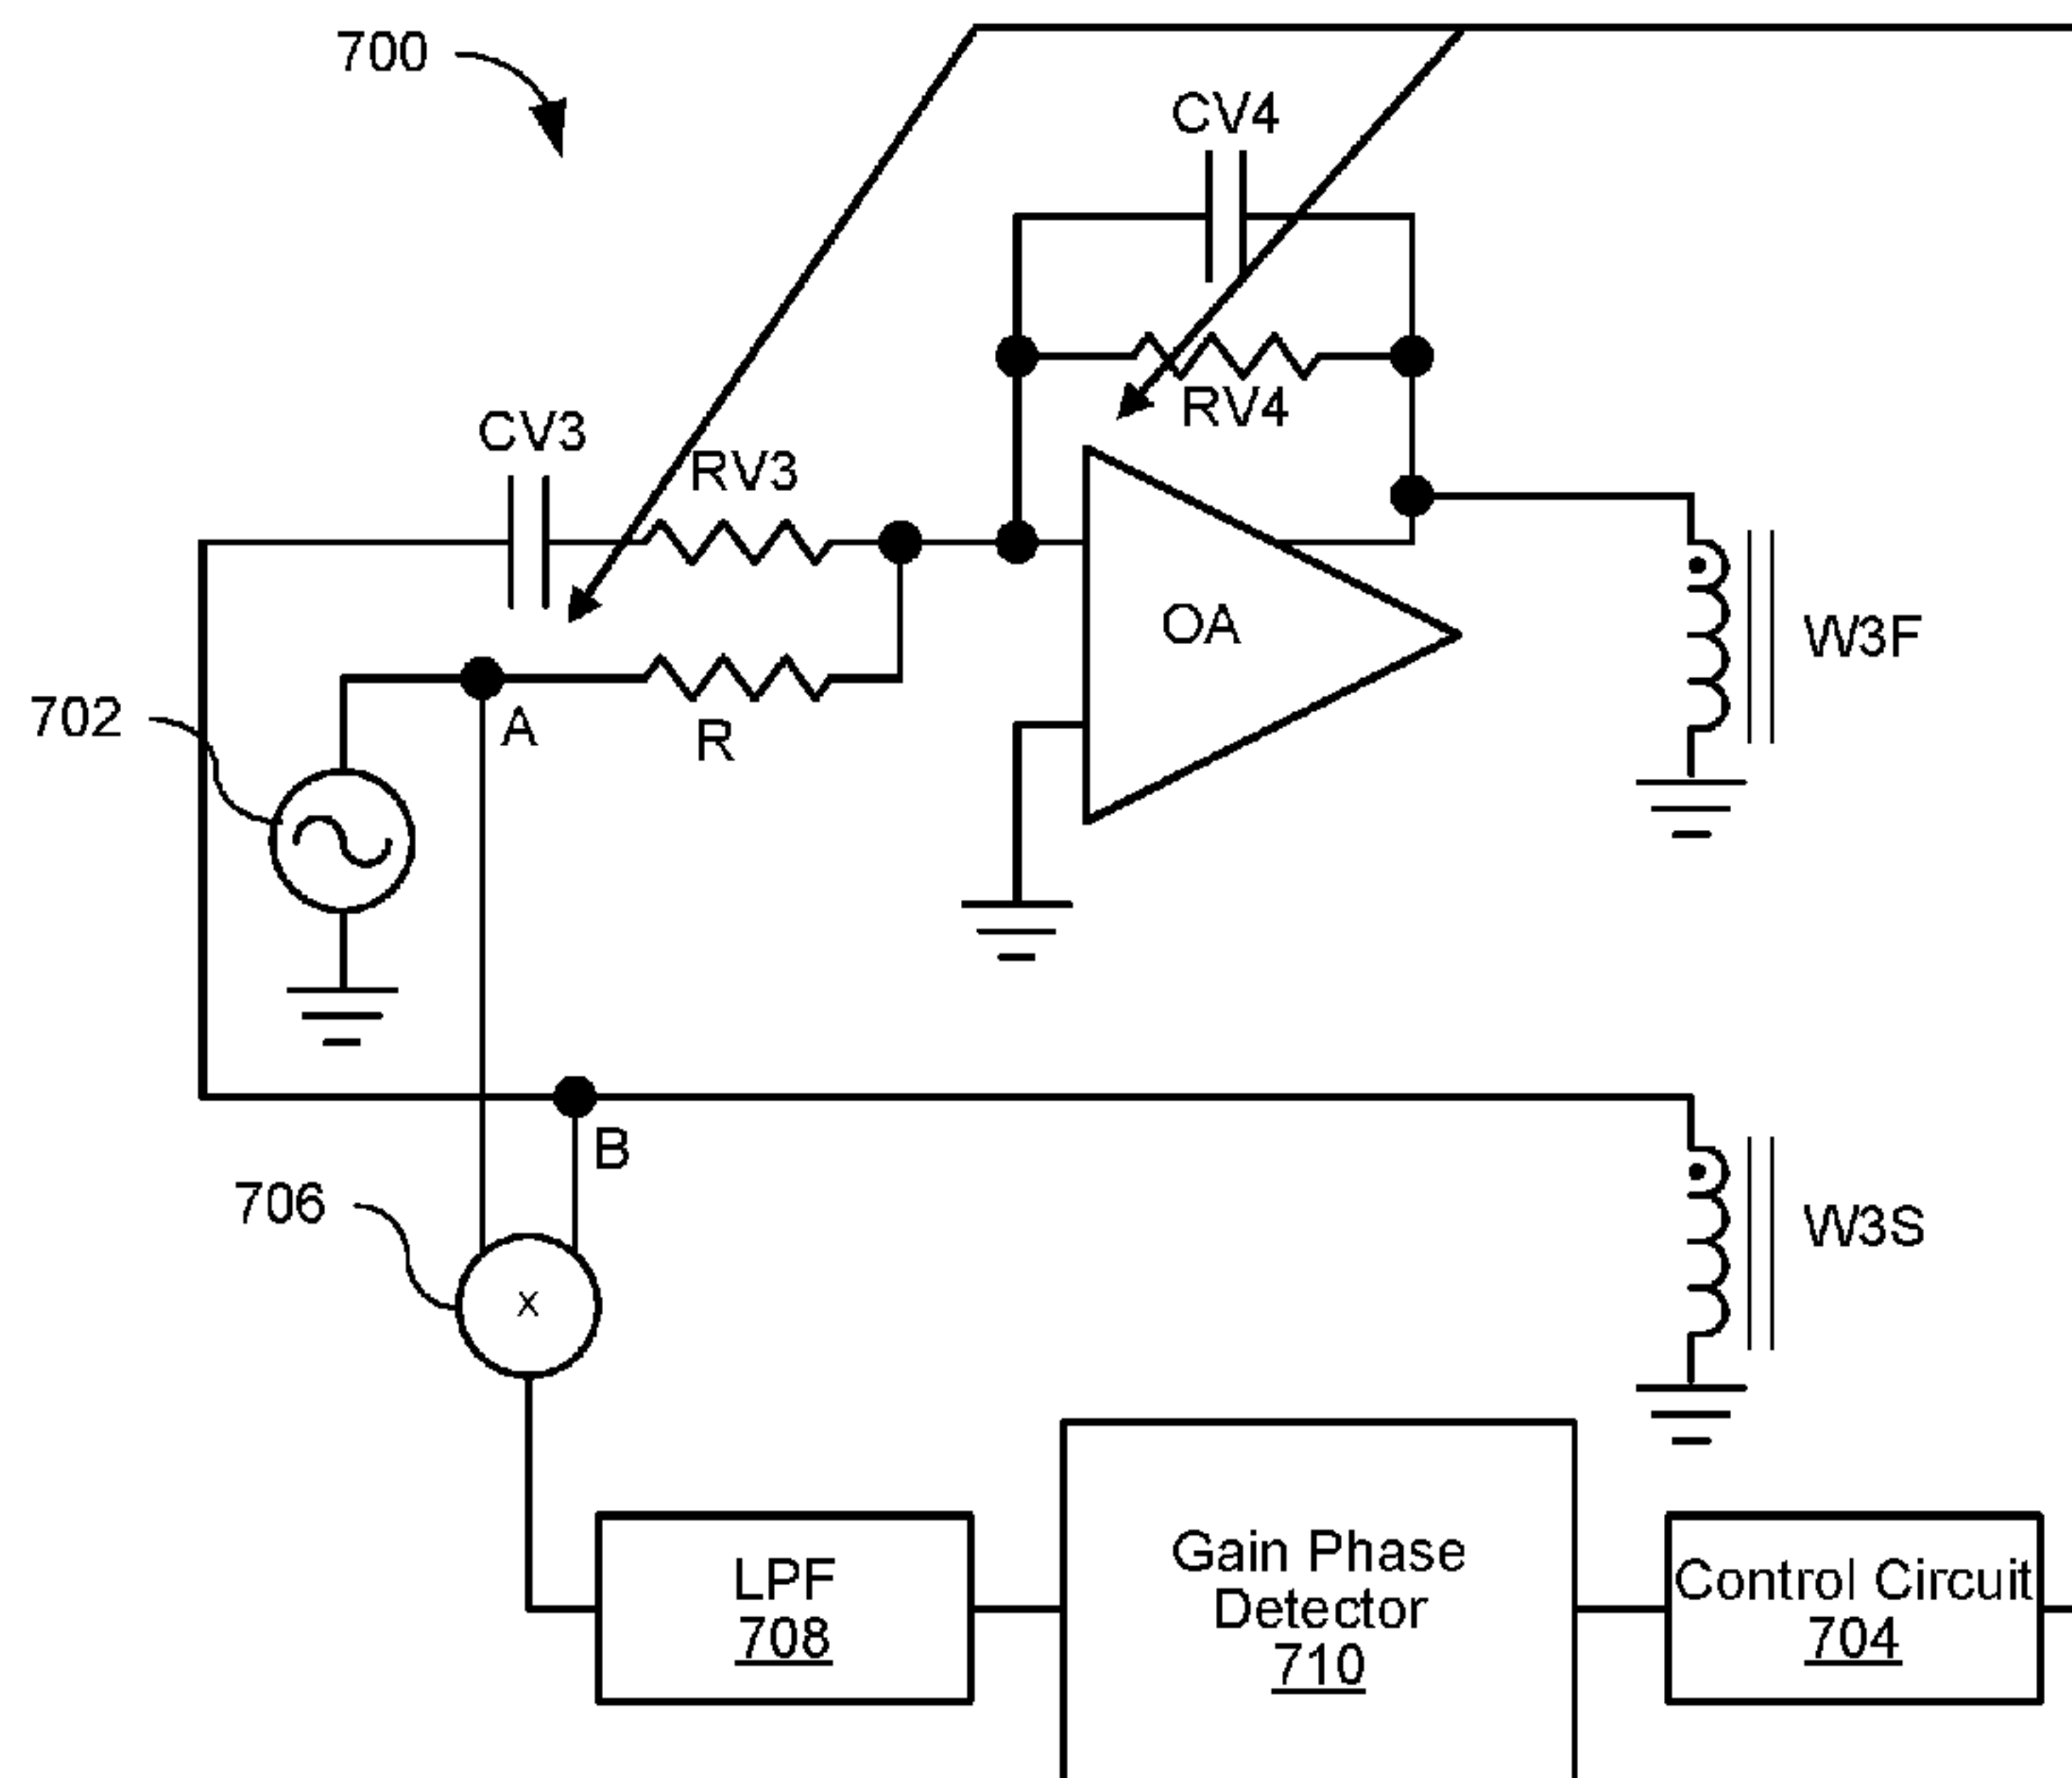 700
CV4
RV4
CV3
RV3
OA
W3F
702
A
R
B
706
x
W3S
LPF
708
Gain Phase
Detector
710
Control Circuit
704